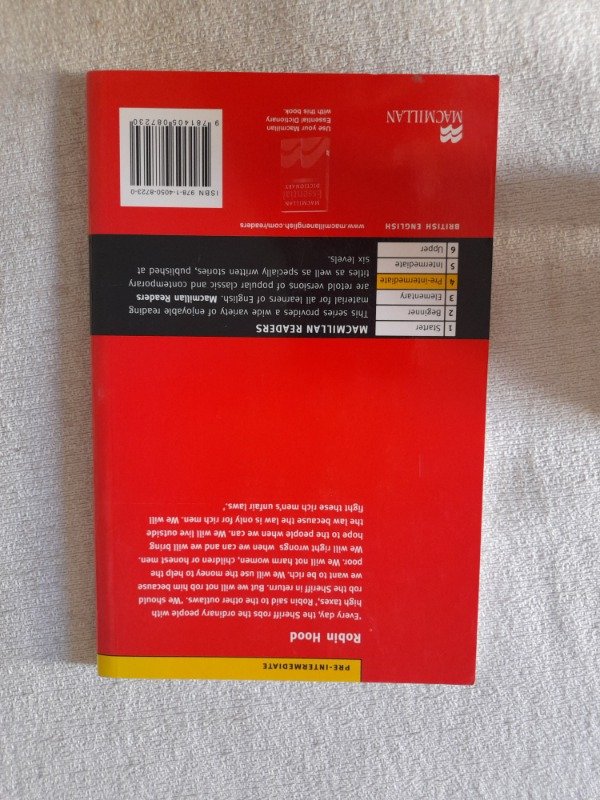 PRE-INTERMEDIATE
Robin Hood
'Every day, the Sheriff robs the ordinary people with
high taxes,' Robin said to the other outlaws. 'We should
rob the Sheriff in return. But we will not rob him because
we want to be rich. We will use the money to help the
poor. We will not harm women, children or honest men.
We will right wrongs when we can and we will bring
hope to the people when we can. We will live outside
the law because the law is only for rich men. We will
fight these rich men's unfair laws.'
1 Starter
2 Beginner
3 Elementary
4 Pre-intermediate
5 Intermediate
6 Upper
MACMILLAN READERS
This series provides a wide variety of enjoyable reading
material for all learners of English. Macmillan Readers
are retold versions of popular classic and contemporary
titles as well as specially written stories, published at
six levels.
BRITISH ENGLISH
www.macmillanenglish.com/readers
MACMILLAN
Essential
DICTIONARY
Use your Macmillan
Essential Dictionary
with this book.
MACMILLAN
ISBN 978-1-4050-8723-0
9 781405 087230